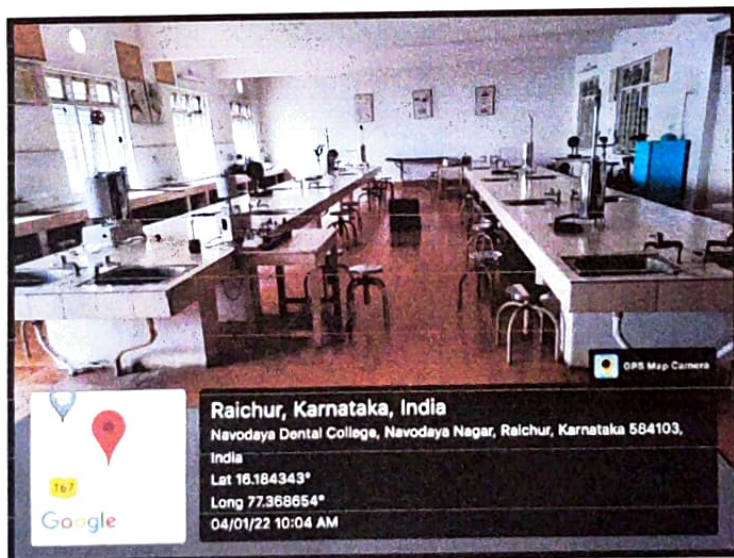 GPS Map Camera
Raichur, Karnataka, India
Navodaya Dental College, Navodaya Nagar, Raichur, Karnataka 584103,
India
Lat 16.184343°
Long 77.368654°
04/01/22 10:04 AM
167
Google